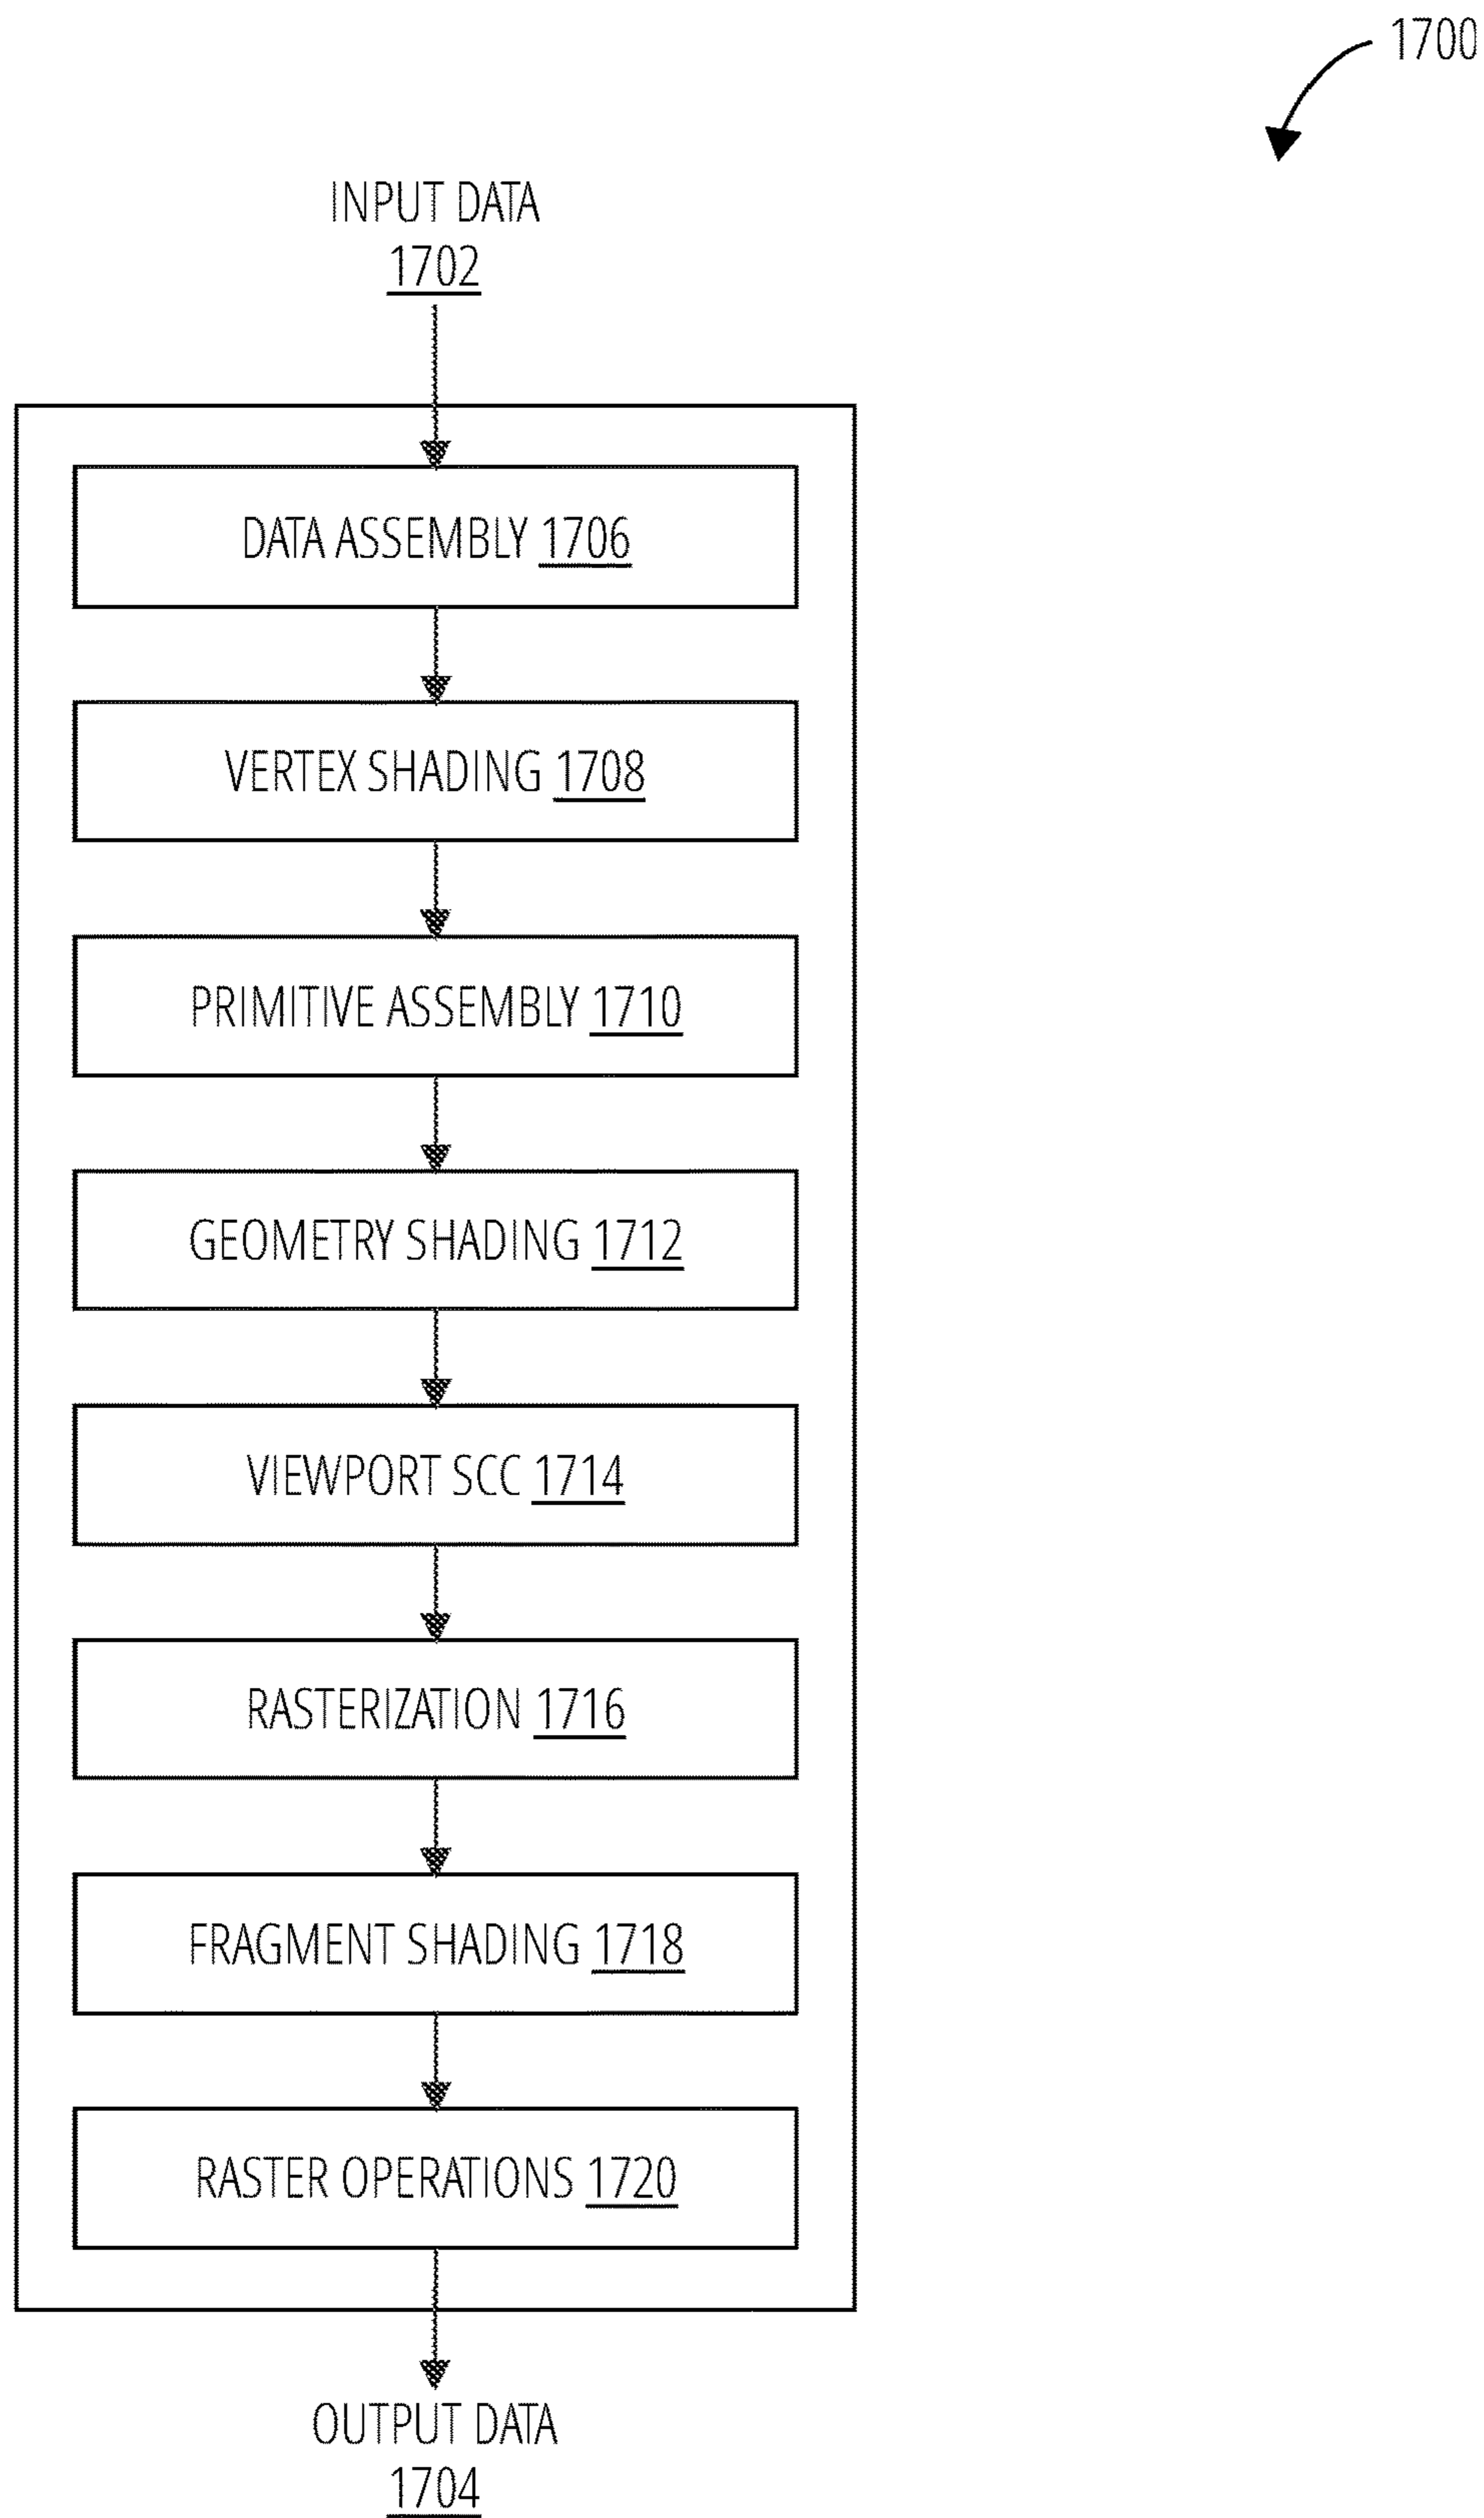 1700
INPUT DATA
1702
DATA ASSEMBLY 1706
VERTEX SHADING 1708
PRIMITIVE ASSEMBLY 1710
GEOMETRY SHADING 1712
VIEWPORT SCC 1714
RASTERIZATION 1716
FRAGMENT SHADING 1718
RASTER OPERATIONS 1720
OUTPUT DATA
1704